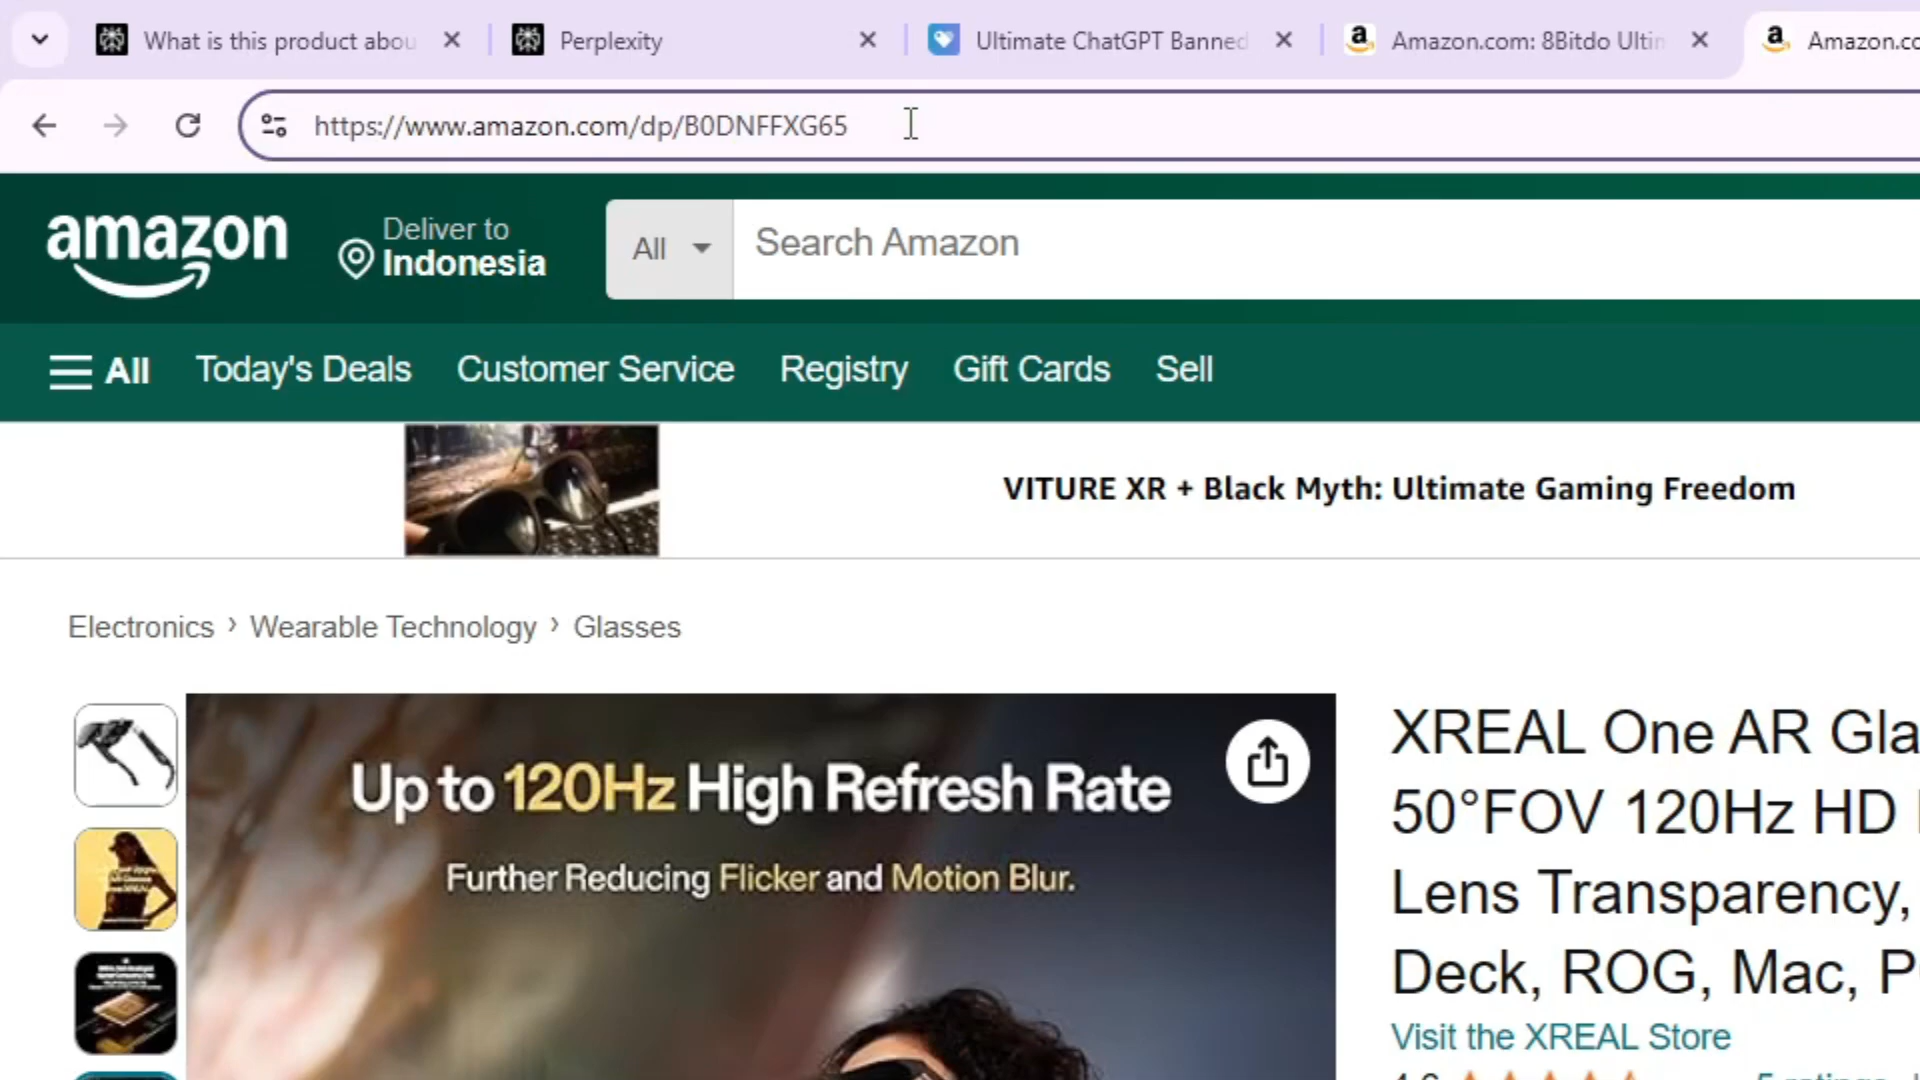 What is this product abou
Perplexity
Ultimate ChatGPT Banned
Amazon.com: 8Bitdo Ultim
Amazon.co
https://www.amazon.com/dp/B0DNFFXG65
amazon
Deliver to
Indonesia
All
Search Amazon
All
Today's Deals
Customer Service
Registry
Gift Cards
Sell
VITURE XR + Black Myth: Ultimate Gaming Freedom
Electronics › Wearable Technology › Glasses
Up to 120Hz High Refresh Rate
Further Reducing Flicker and Motion Blur.
XREAL One AR Gla
50°FOV 120Hz HD
Lens Transparency,
Deck, ROG, Mac, P
Visit the XREAL Store